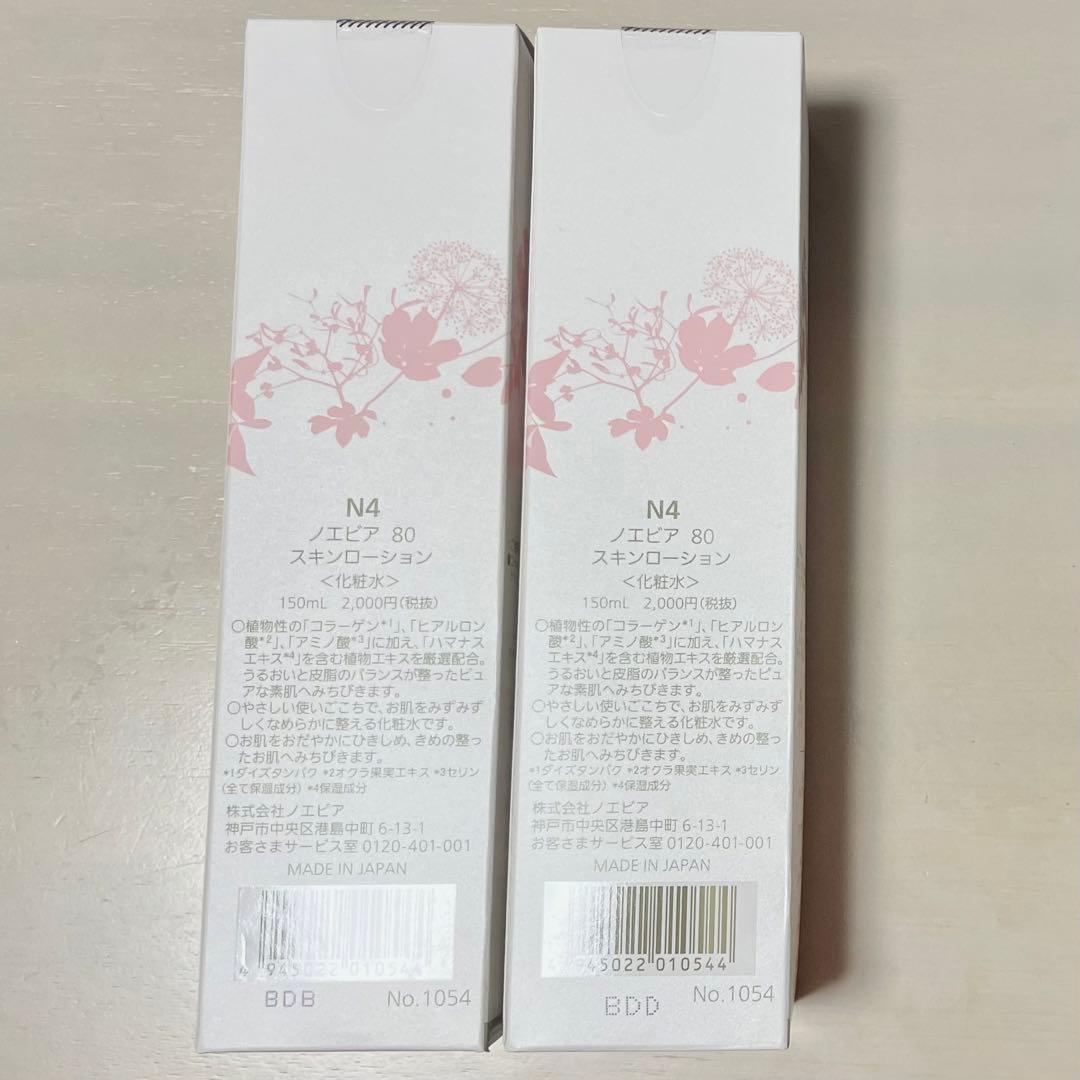 N4
ノエビア 80
スキンローション
<化粧水>
150mL 2,000円(税抜)
○植物性の「コラーゲン*1」、「ヒアルロン
酸*2」、「アミノ酸*3」に加え、「ハマナス
エキス*4」を含む植物エキスを厳選配合。
うるおいと皮脂のバランスが整ったピュ
アな素肌へみちびきます。
○やさしい使いごこちで、お肌をみずみず
しくなめらかに整える化粧水です。
○お肌をおだやかにひきしめ、きめの整っ
たお肌へみちびきます。
*1ダイズタンパク *2オクラ果実エキス *3セリン
(全て保湿成分) *4保湿成分
株式会社ノエビア
神戸市中央区港島中町 6-13-1
お客さまサービス室 0120-401-001
MADE IN JAPAN
4 945022 010544
BDB No.1054
N4
ノエビア 80
スキンローション
<化粧水>
150mL 2,000円(税抜)
○植物性の「コラーゲン*1」、「ヒアルロン
酸*2」、「アミノ酸*3」に加え、「ハマナス
エキス*4」を含む植物エキスを厳選配合。
うるおいと皮脂のバランスが整ったピュ
アな素肌へみちびきます。
○やさしい使いごこちで、お肌をみずみず
しくなめらかに整える化粧水です。
○お肌をおだやかにひきしめ、きめの整っ
たお肌へみちびきます。
*1ダイズタンパク *2オクラ果実エキス *3セリン
(全て保湿成分) *4保湿成分
株式会社ノエビア
神戸市中央区港島中町 6-13-1
お客さまサービス室 0120-401-001
MADE IN JAPAN
4 945022 010544
BDD No.1054